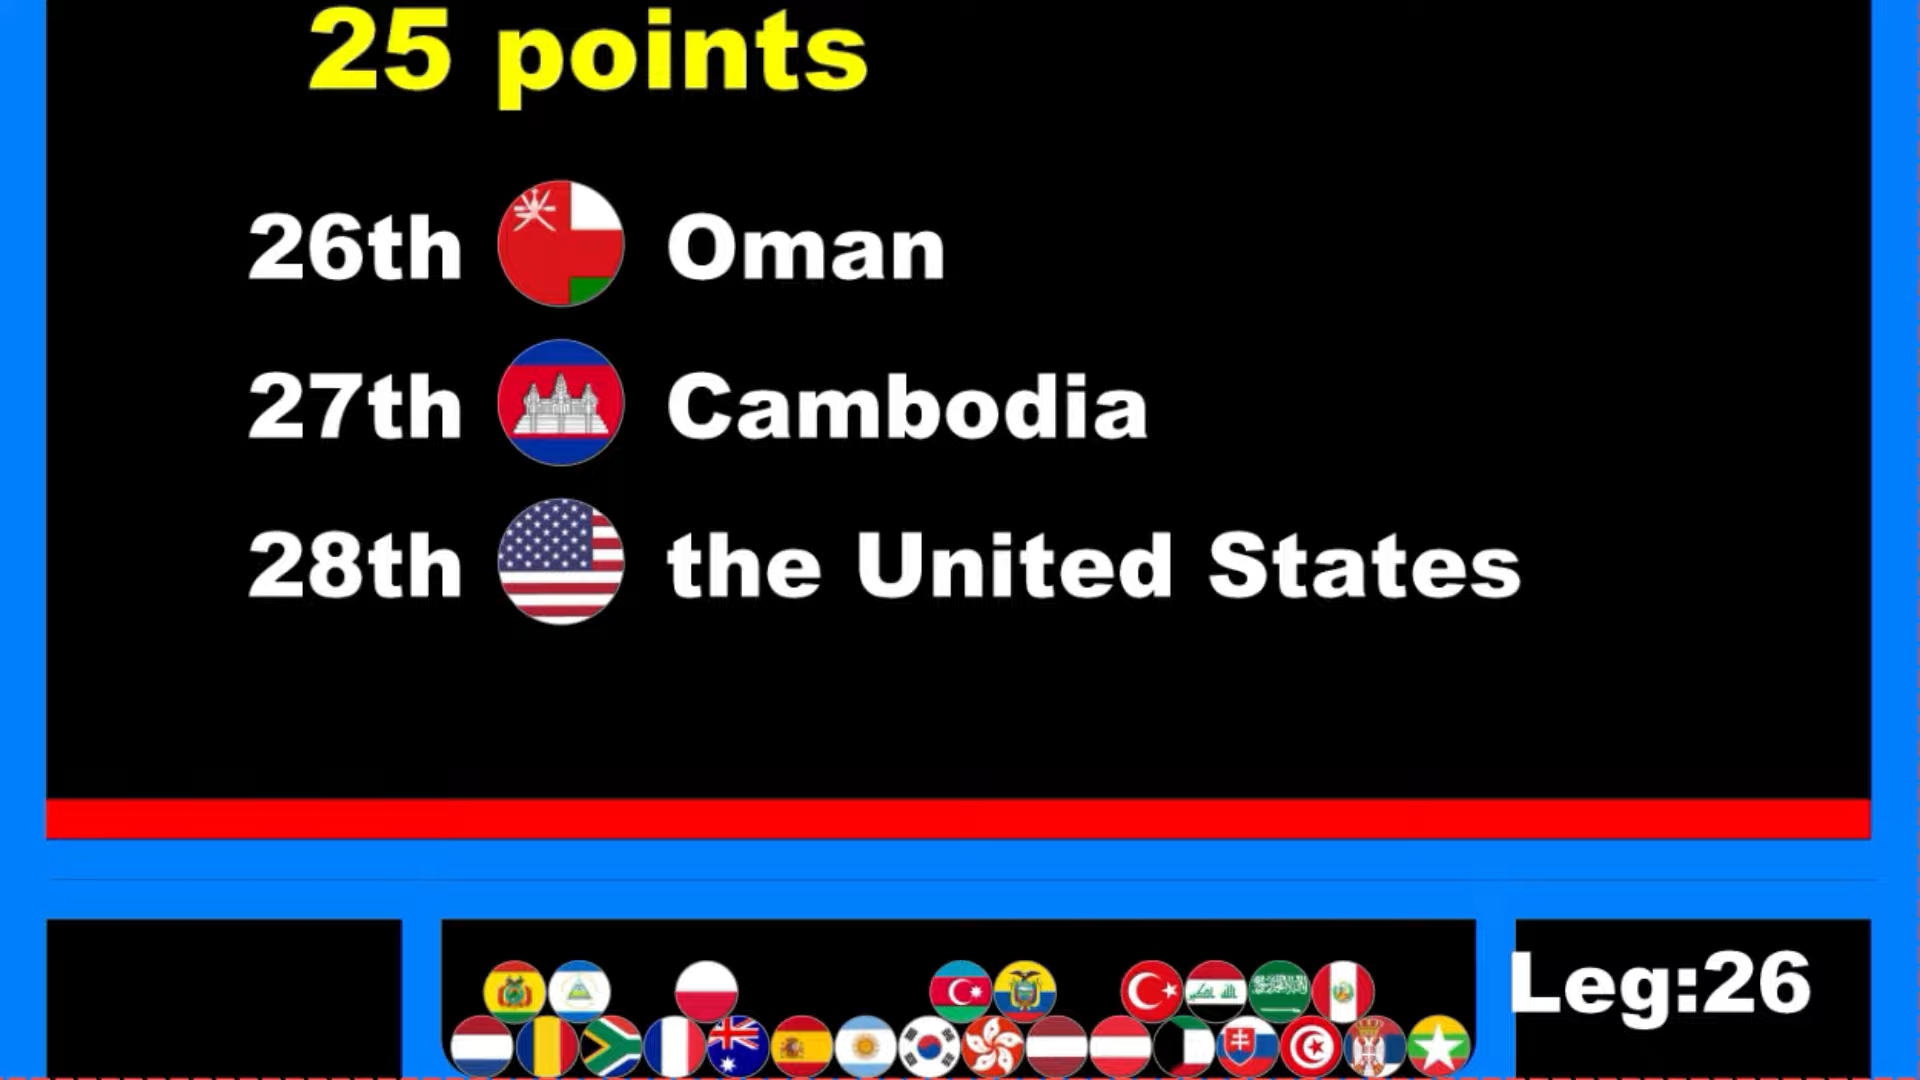 25 points
26th Oman
27th Cambodia
28th the United States
Leg:26